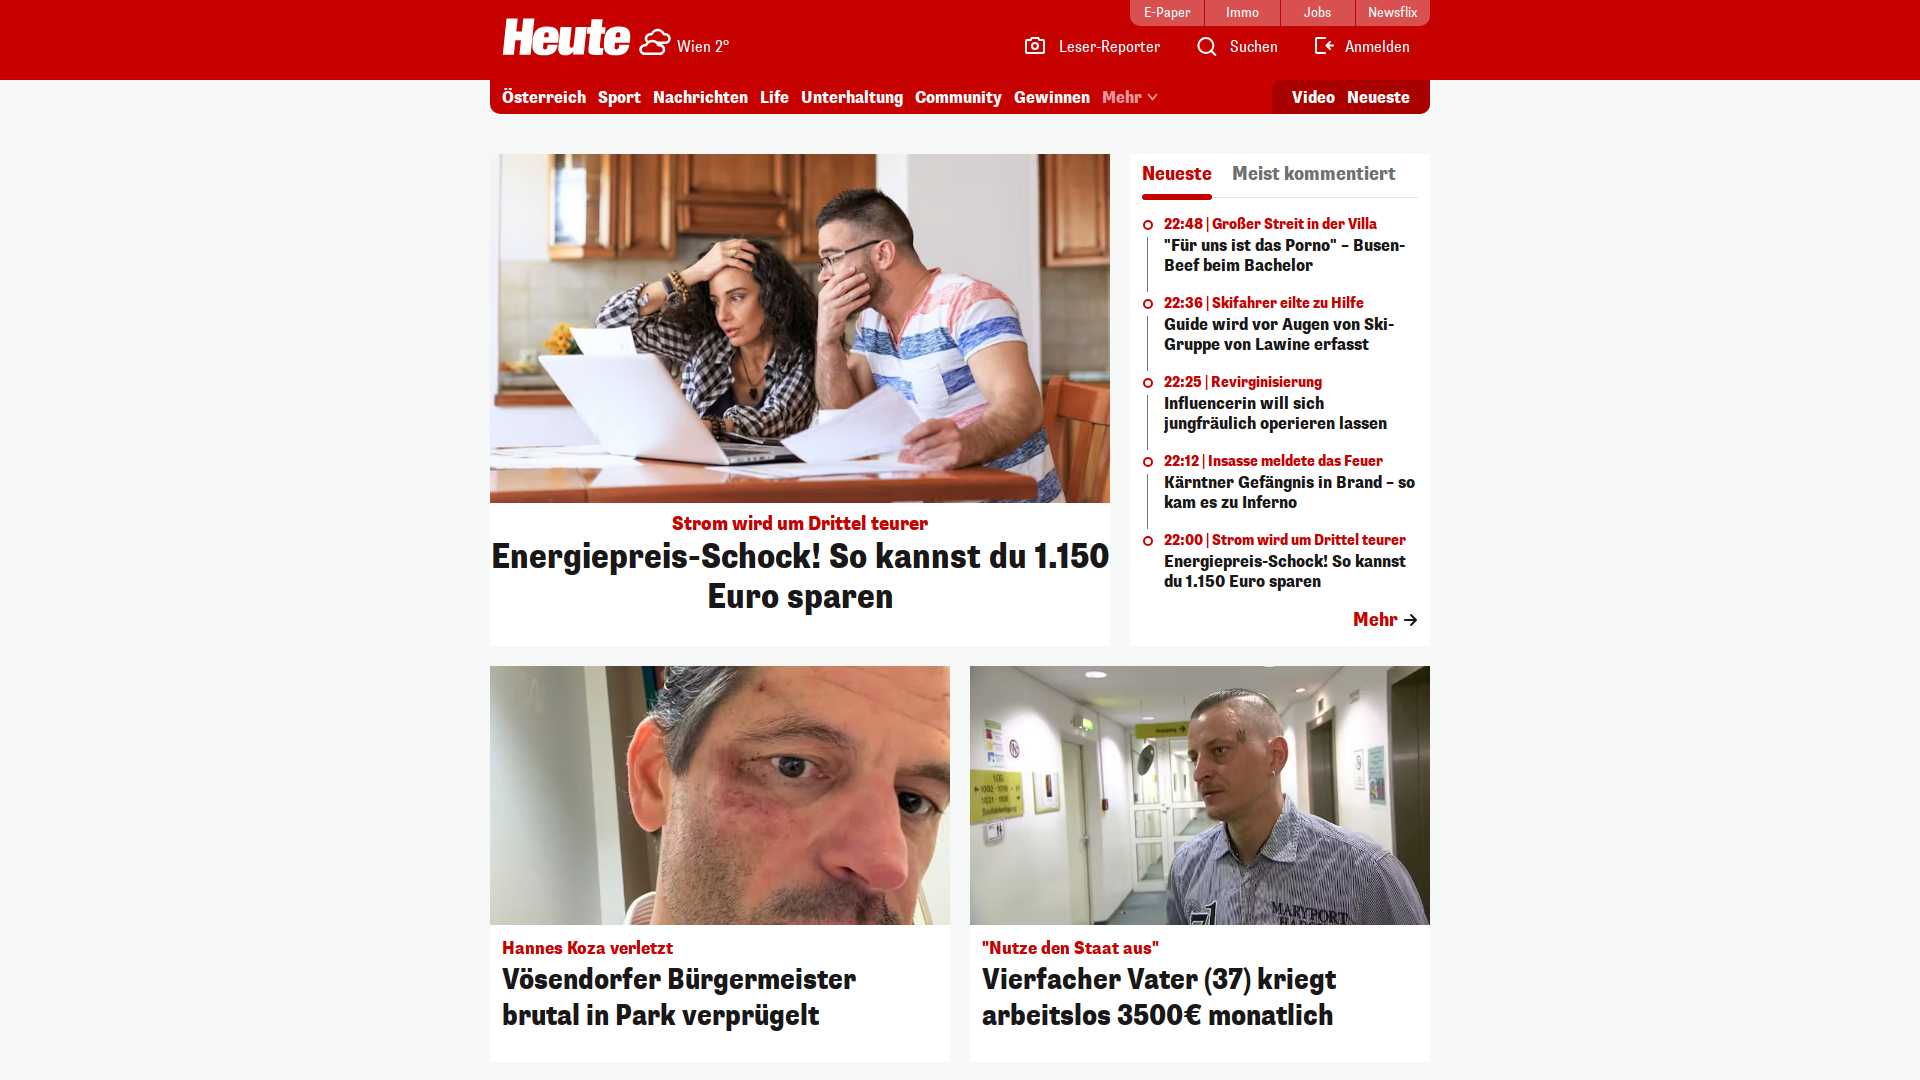 E-Paper
Immo
Jobs
Newsflix
Heute
Wien 2°
Leser-Reporter
Suchen
Anmelden
Österreich
Sport
Nachrichten
Life
Unterhaltung
Community
Gewinnen
Mehr
Video
Neueste
Strom wird um Drittel teurer
Energiepreis-Schock! So kannst du 1.150
Euro sparen
Neueste
Meist kommentiert
22:48 | Großer Streit in der Villa
"Für uns ist das Porno" – Busen-
Beef beim Bachelor
22:36 | Skifahrer eilte zu Hilfe
Guide wird vor Augen von Ski-
Gruppe von Lawine erfasst
22:25 | Revirginisierung
Influencerin will sich
jungfräulich operieren lassen
22:12 | Insasse meldete das Feuer
Kärntner Gefängnis in Brand – so
kam es zu Inferno
22:00 | Strom wird um Drittel teurer
Energiepreis-Schock! So kannst
du 1.150 Euro sparen
Mehr
MARYPORT
Hannes Koza verletzt
Vösendorfer Bürgermeister
brutal in Park verprügelt
"Nutze den Staat aus"
Vierfacher Vater (37) kriegt
arbeitslos 3500€ monatlich